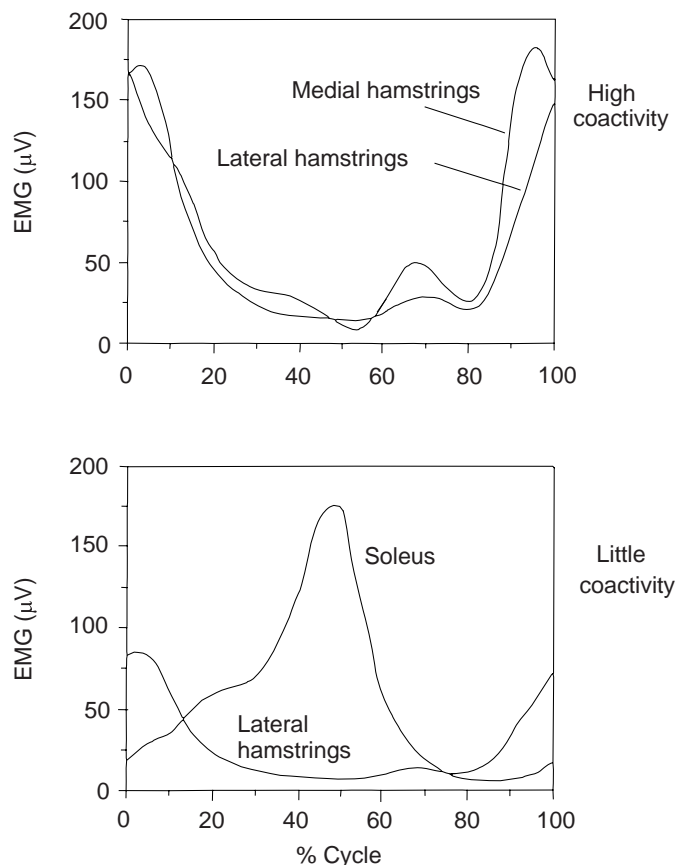 200
150
100
50
0
EMG (µV)
Medial hamstrings
Lateral hamstrings
High
coactivity
0 20 40 60 80 100
200
150
100
50
0
EMG (µV)
Soleus
Lateral
hamstrings
Little
coactivity
0 20 40 60 80 100
% Cycle